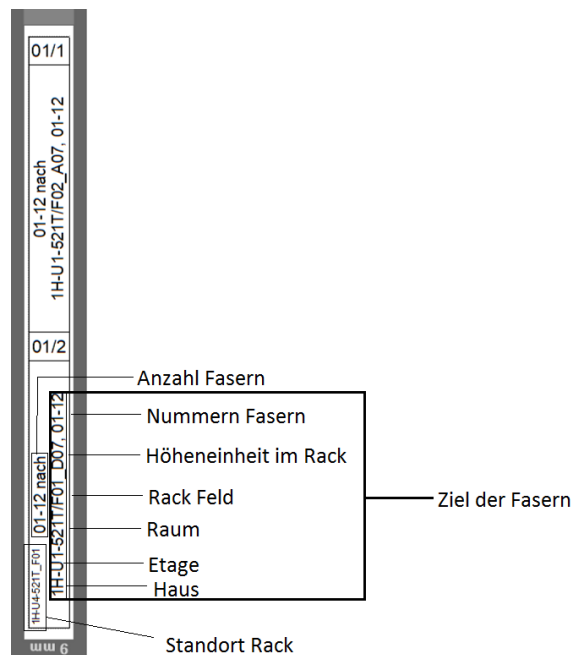 01/1
01-12 nach
1H-U1-521T/F02_A07, 01-12
01/2
01-12 nach
1H-U1-521T/F01_D07, 01-12
1H-U4-521T_F01
9 mm
Anzahl Fasern
Nummern Fasern
Höheneinheit im Rack
Rack Feld
Raum
Etage
Haus
Ziel der Fasern
Standort Rack